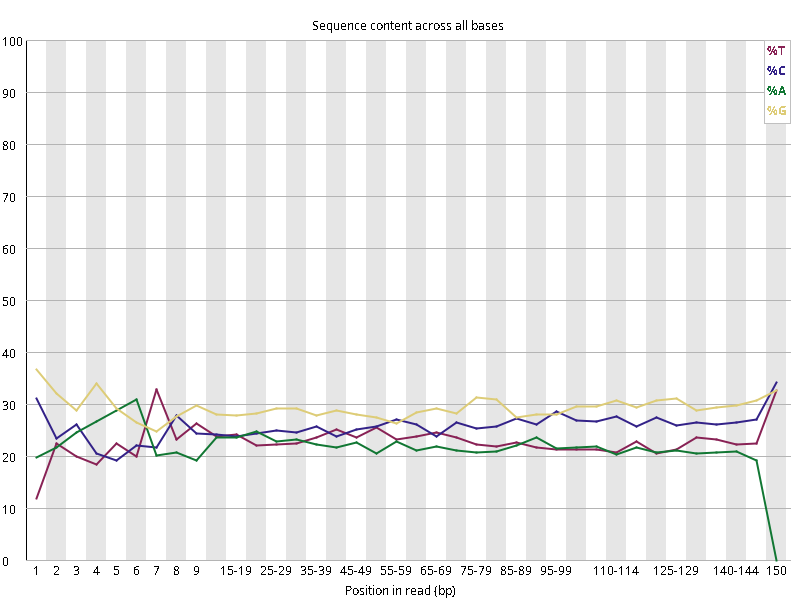 Sequence content across all bases
100
90
80
70
60
50
40
30
20
10
0
%T
%C
%A
%G
1 2 3 4 5 6 7 8 9 15-19 25-29 35-39 45-49 55-59 65-69 75-79 85-89 95-99 110-114 125-129 140-144 150
Position in read (bp)